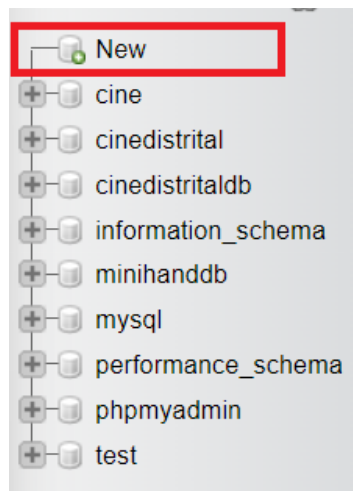 New
cine
cinedistrital
cinedistritaldb
information_schema
minihanddb
mysql
performance_schema
phpmyadmin
test